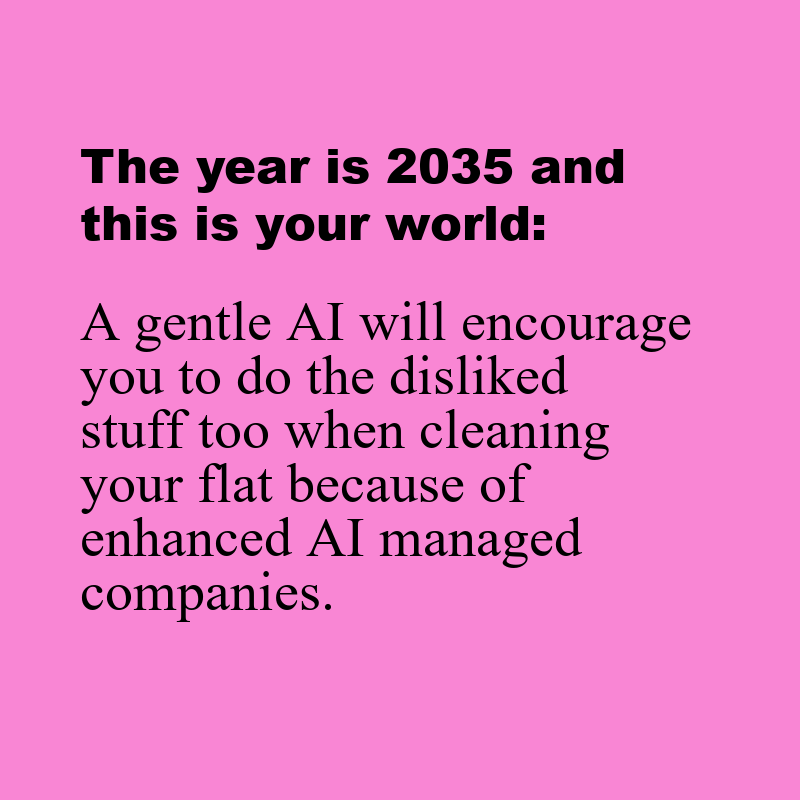 The year is 2035 and
this is your world:
A gentle AI will encourage
you to do the disliked
stuff too when cleaning
your flat because of
enhanced AI managed
companies.